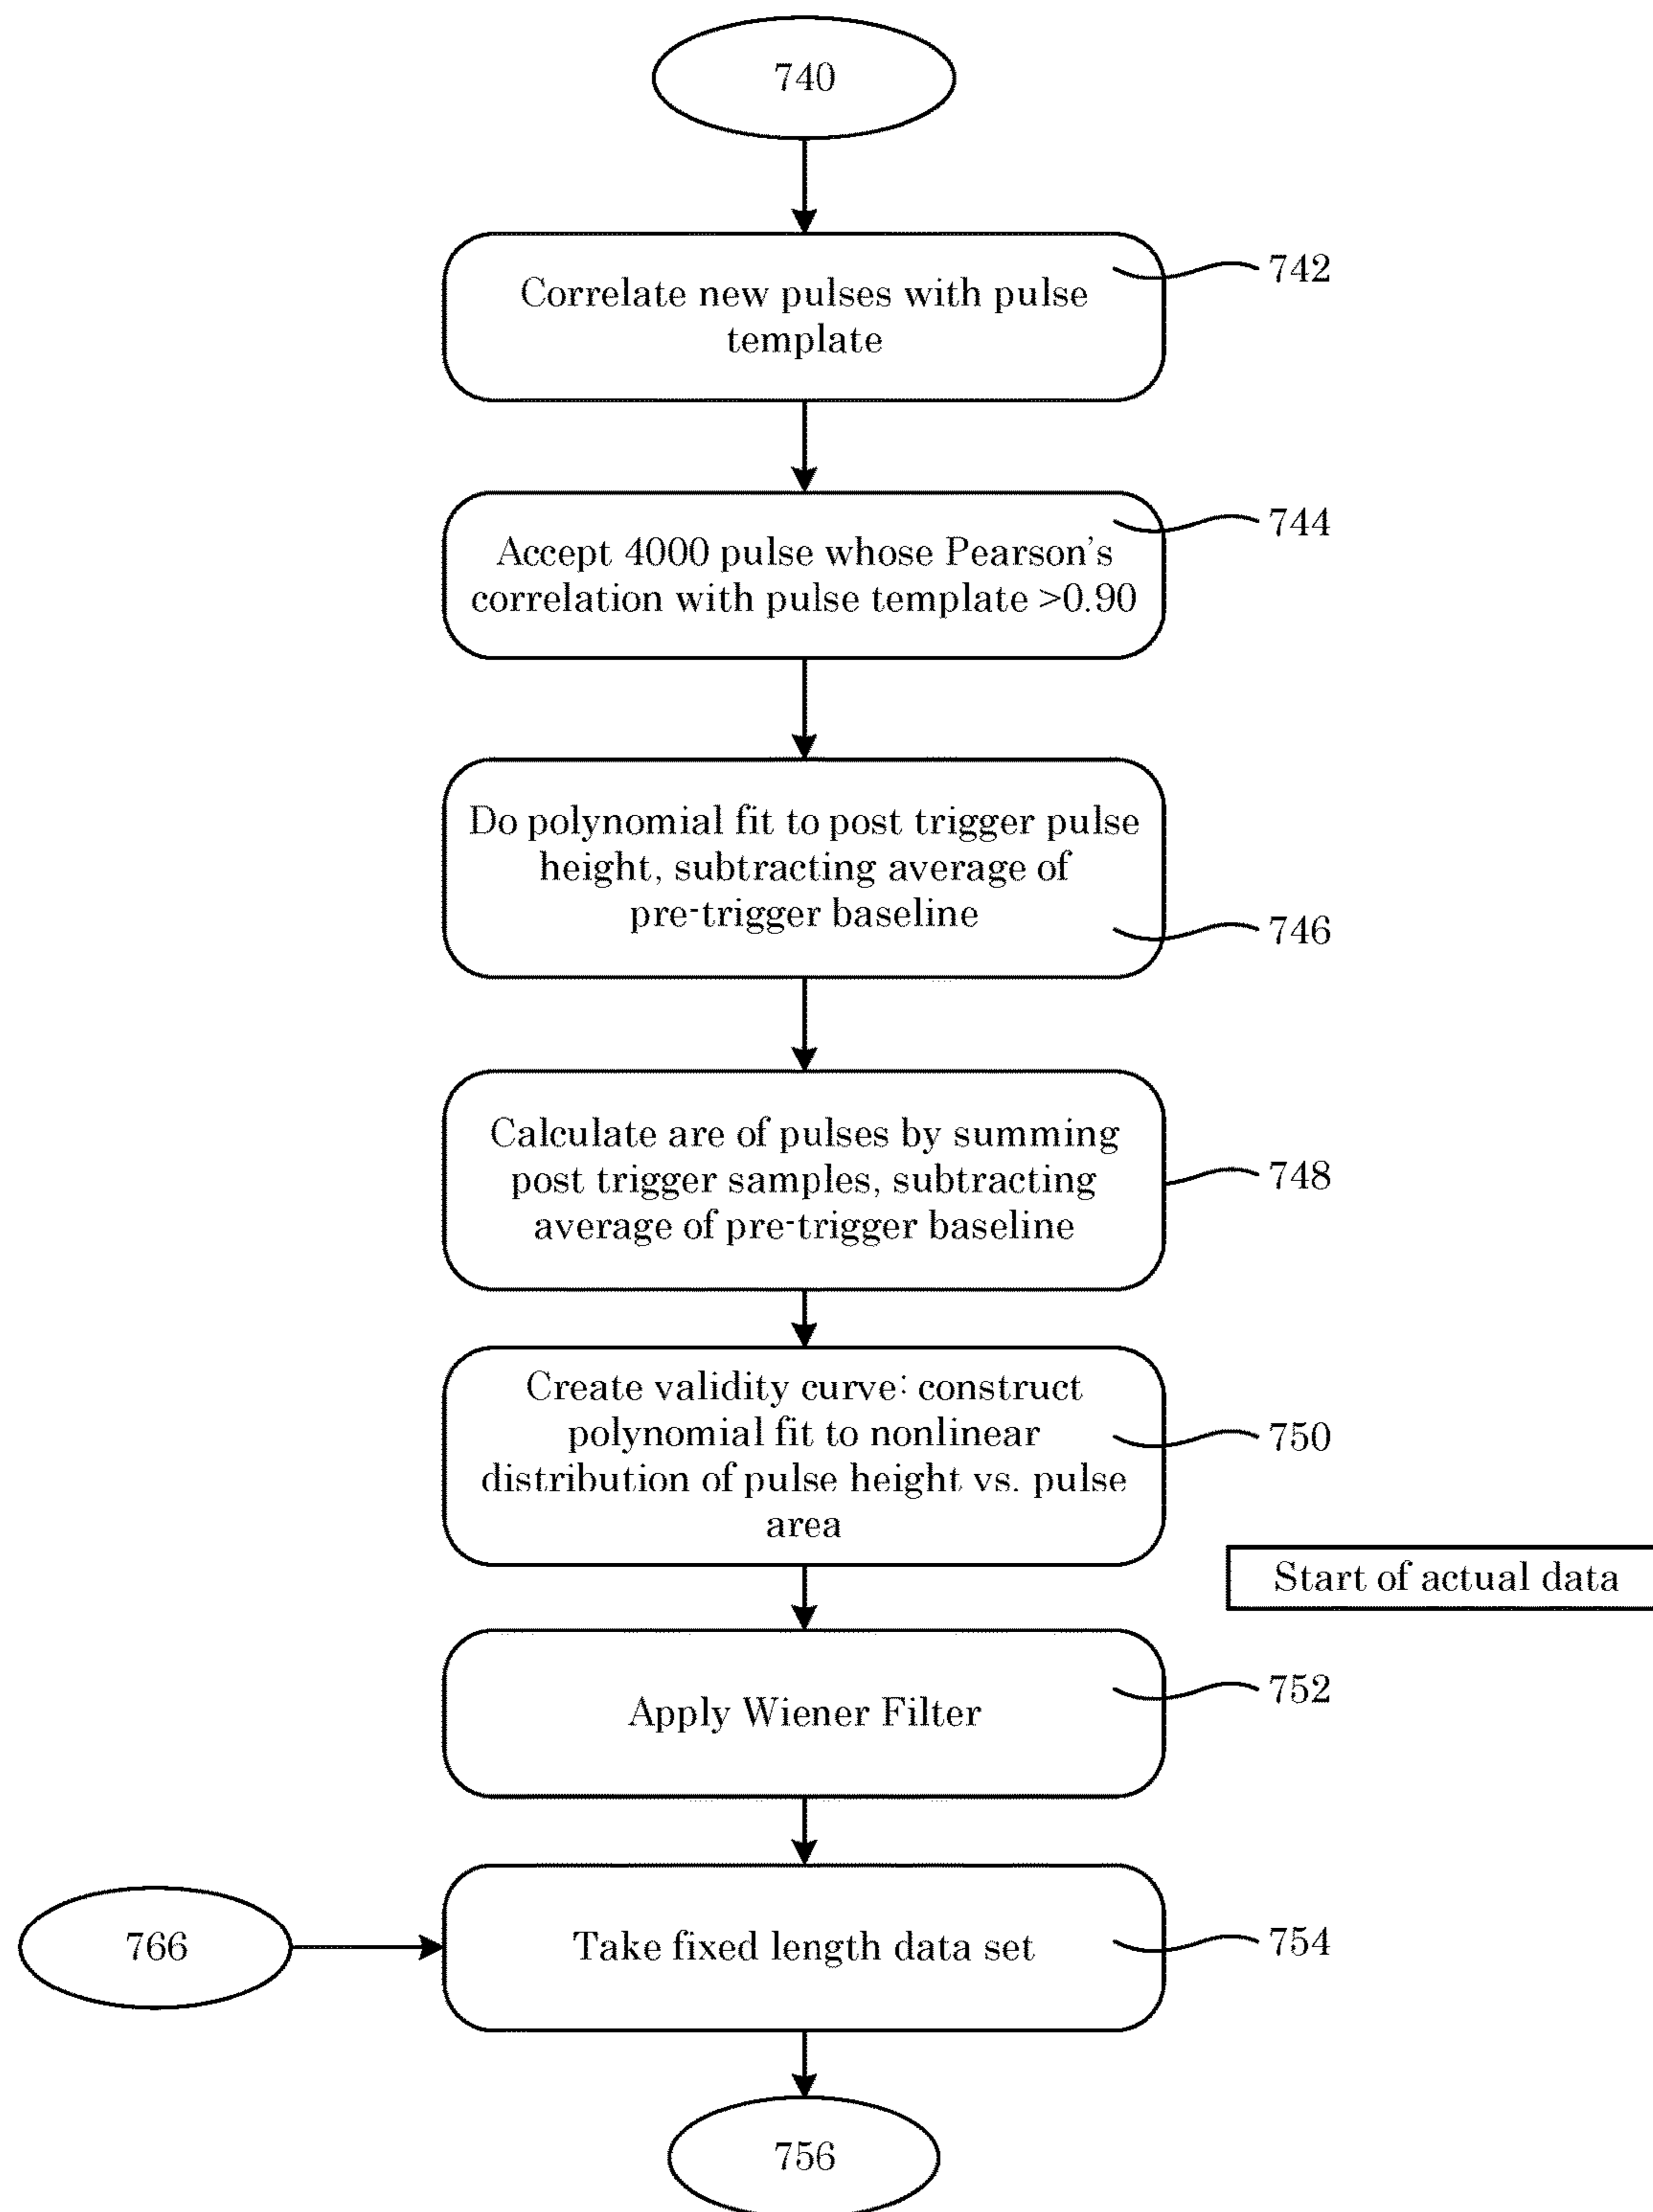 740
Correlate new pulses with pulse
template
742
Accept 4000 pulse whose Pearson's
correlation with pulse template >0.90
744
Do polynomial fit to post trigger pulse
height, subtracting average of
pre-trigger baseline
746
Calculate are of pulses by summing
post trigger samples, subtracting
average of pre-trigger baseline
748
Create validity curve: construct
polynomial fit to nonlinear
distribution of pulse height vs. pulse
area
750
Start of actual data
Apply Wiener Filter
752
766
Take fixed length data set
754
756